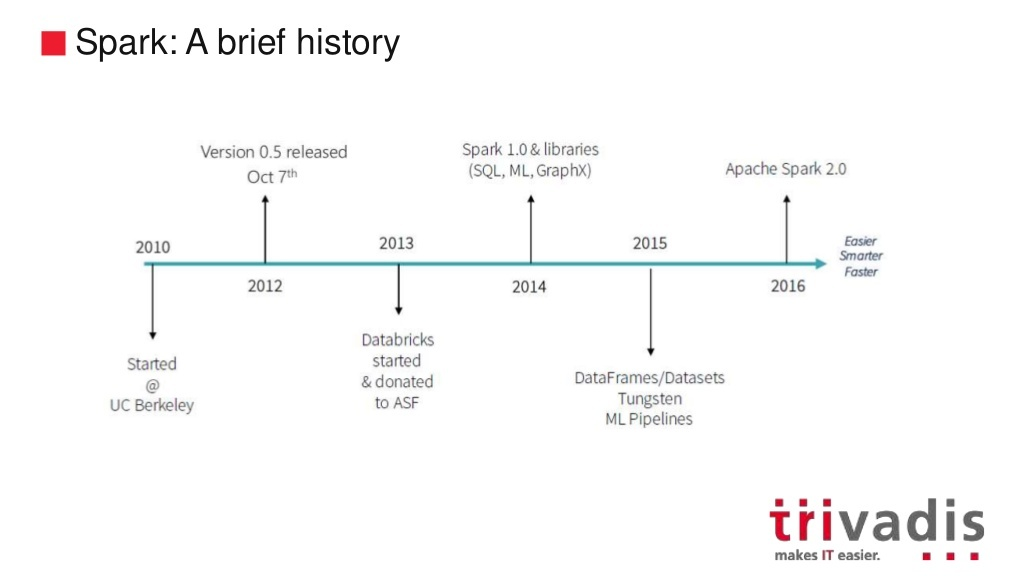 Spark: A brief history
Version 0.5 released
Oct 7th
Spark 1.0 & libraries
(SQL, ML, GraphX)
Apache Spark 2.0
2010
2013
2015
Easier
Smarter
Faster
2012
2014
2016
Started
@
UC Berkeley
Databricks
started
& donated
to ASF
DataFrames/Datasets
Tungsten
ML Pipelines
trivadis
makes IT easier.